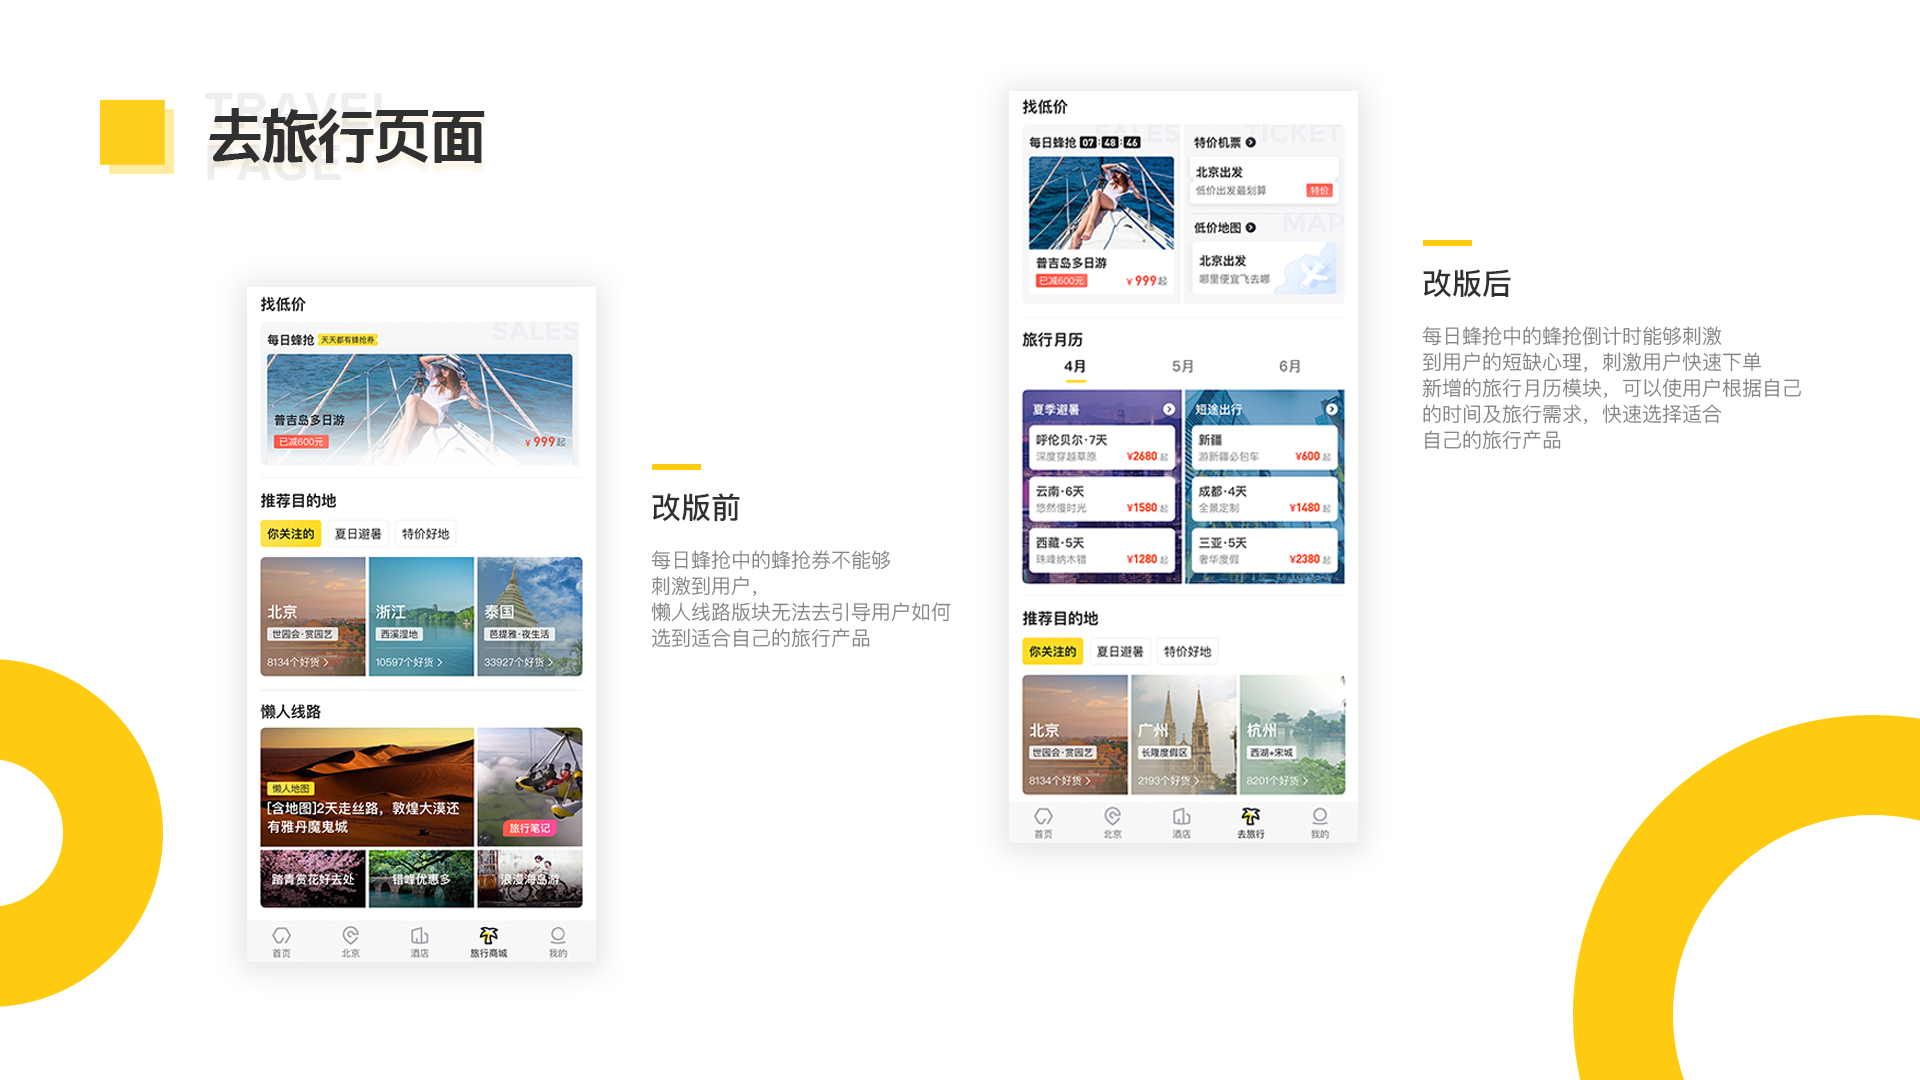 TRAVEL
PAGE
去旅行页面
找低价
SALES
每日蜂抢 天天都有蜂抢券
普吉岛多日游
已减600元
¥ 999起
推荐目的地
你关注的 夏日避暑 特价好地
北京
世园会·赏园艺
8134个好货
浙江
西溪湿地
10597个好货
泰国
芭提雅·夜生活
33927个好货
懒人线路
懒人地图
[含地图]2天走丝路，敦煌大漠还
有雅丹魔鬼城
旅行笔记
踏青赏花好去处
错峰优惠多
浪漫海岛游
首页 北京 酒店 旅行商城 我的
改版前
每日蜂抢中的蜂抢券不能够
刺激到用户，
懒人线路版块无法去引导用户如何
选到适合自己的旅行产品
找低价
SALES
每日蜂抢 07:48:46
普吉岛多日游
已减600元
¥ 999起
TICKET
特价机票
北京出发
低价出发最划算
特价
MAP
低价地图
北京出发
哪里便宜飞去哪
旅行月历
4月 5月 6月
夏季避暑
呼伦贝尔·7天
深度穿越草原 ¥2680 起
云南·6天
悠然慢时光 ¥1580 起
西藏·5天
珠峰纳木错 ¥1280 起
短途出行
新疆
游新疆必包车 ¥600 起
成都·4天
全景定制 ¥1480 起
三亚·5天
奢华度假 ¥2380 起
推荐目的地
你关注的 夏日避暑 特价好地
北京
世园会·赏园艺
8134个好货
广州
长隆度假区
2193个好货
杭州
西湖+宋城
8201个好货
首页 北京 酒店 去旅行 我的
改版后
每日蜂抢中的蜂抢倒计时能够刺激
到用户的短缺心理，刺激用户快速下单
新增的旅行月历模块，可以使用户根据自己
的时间及旅行需求，快速选择适合
自己的旅行产品